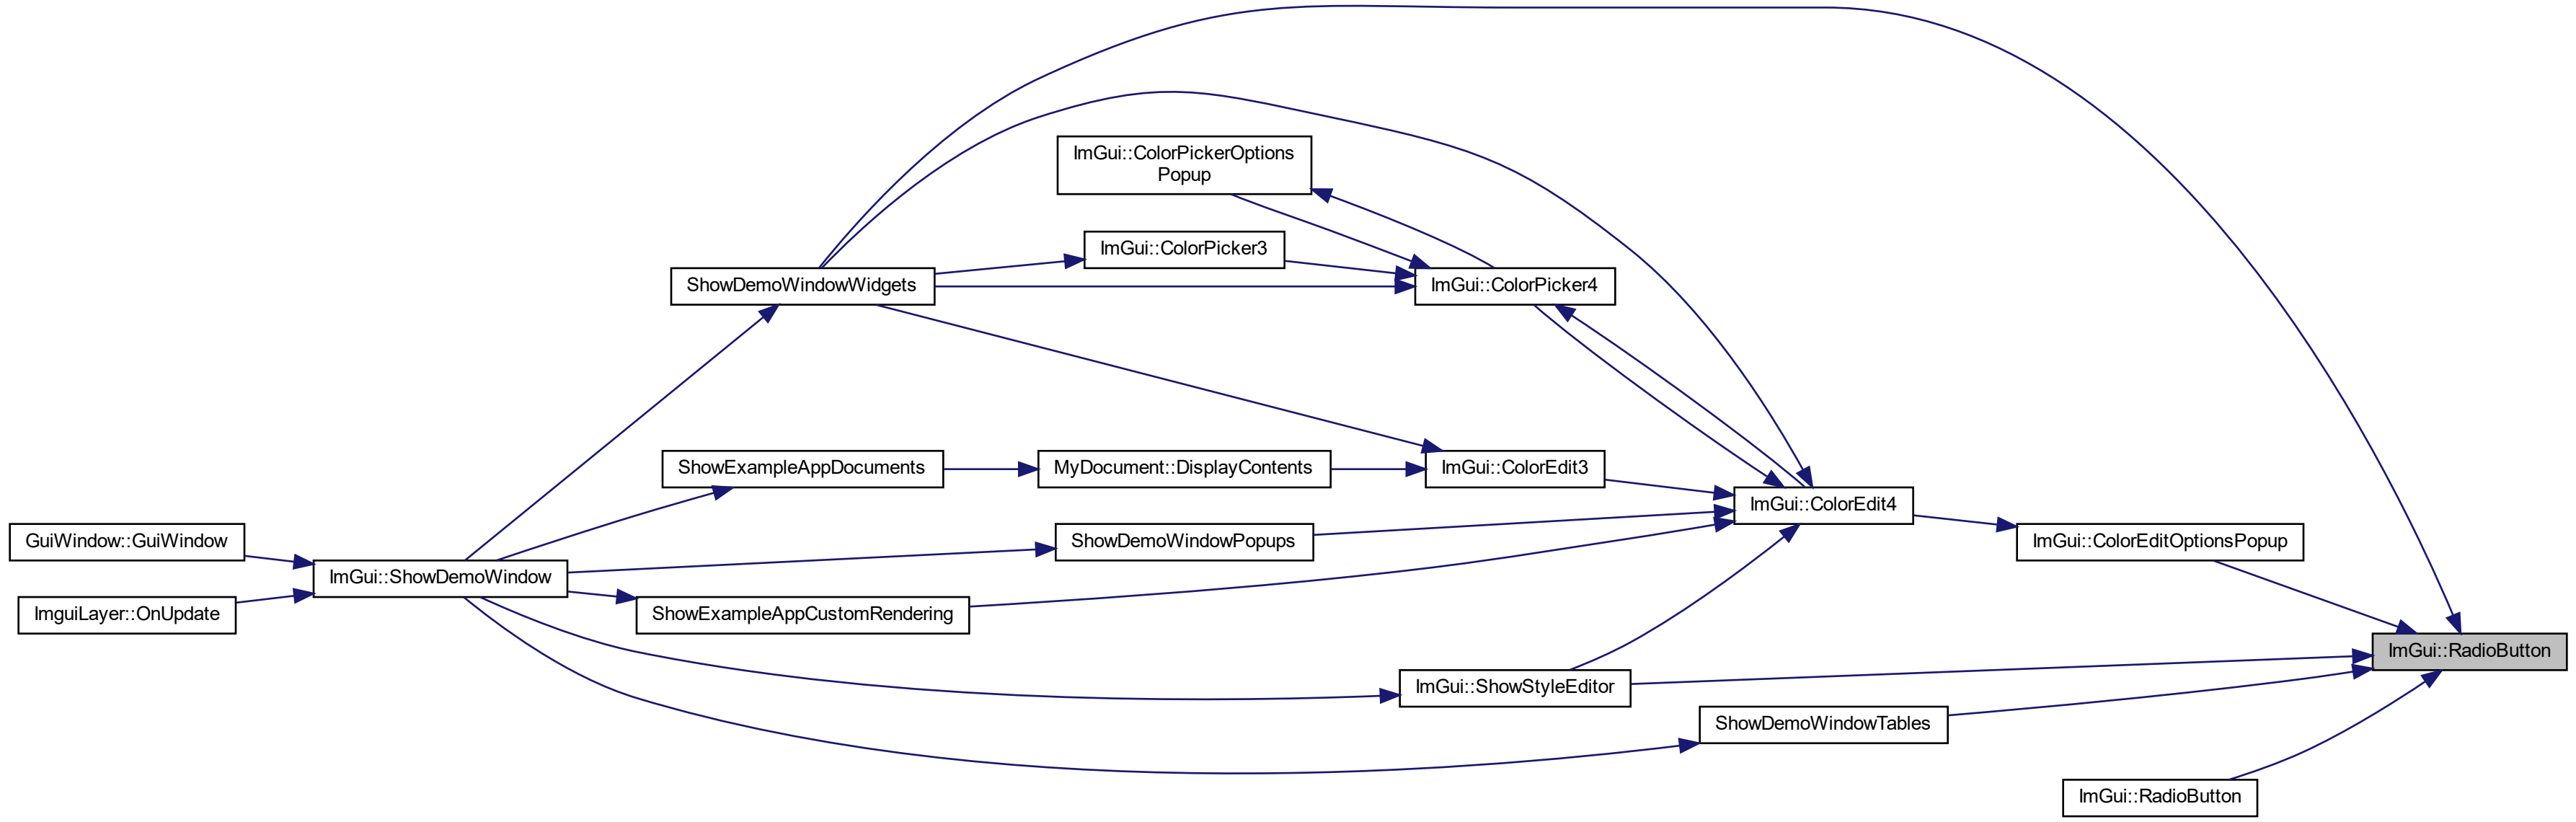 ImGui::ColorPickerOptions
Popup
ImGui::ColorPicker3
ShowDemoWindowWidgets
ImGui::ColorPicker4
ShowExampleAppDocuments
MyDocument::DisplayContents
ImGui::ColorEdit3
ImGui::ColorEdit4
GuiWindow::GuiWindow
ShowDemoWindowPopups
ImGui::ColorEditOptionsPopup
ImGui::ShowDemoWindow
ImguiLayer::OnUpdate
ShowExampleAppCustomRendering
ImGui::RadioButton
ImGui::ShowStyleEditor
ShowDemoWindowTables
ImGui::RadioButton